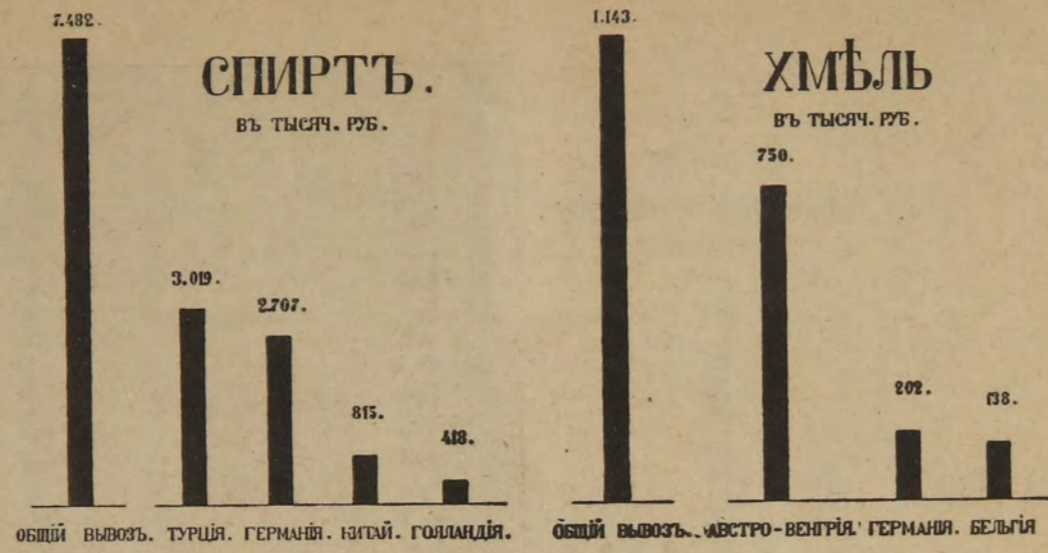 7.482.
СПИРТЪ.
ВЪ ТЫСЯЧ. РУБ.
3.019.
2.707.
815.
418.
ОБЩІЙ ВЫВОЗЪ. ТУРЦІЯ. ГЕРМАНІЯ. КИТАЙ. ГОЛЛАНДІЯ.
1.143.
ХМѢЛЬ
ВЪ ТЫСЯЧ. РУБ.
750.
202.
138.
ОБЩІЙ ВЫВОЗЪ. АВСТРО-ВЕНГРІЯ. ГЕРМАНІЯ. БЕЛЬГІЯ